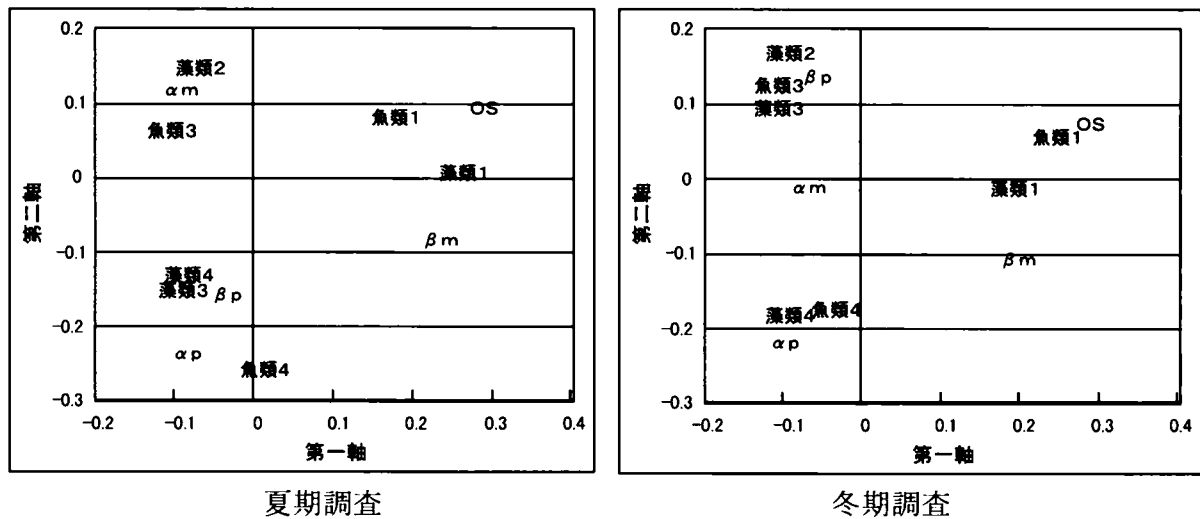 0.2
0.1
0
-0.1
-0.2
-0.3
第二軸
藻類2
αm
魚類3
魚類1
OS
藻類1
βm
藻類4
藻類3
βp
αp
魚類4
-0.2
-0.1
0
0.1
0.2
0.3
0.4
第一軸
夏期調査
0.2
0.1
0
-0.1
-0.2
-0.3
第二軸
藻類2
魚類3
βp
藻類3
OS
魚類1
αm
藻類1
βm
藻類4
魚類4
αp
-0.2
-0.1
0
0.1
0.2
0.3
0.4
第一軸
冬期調査